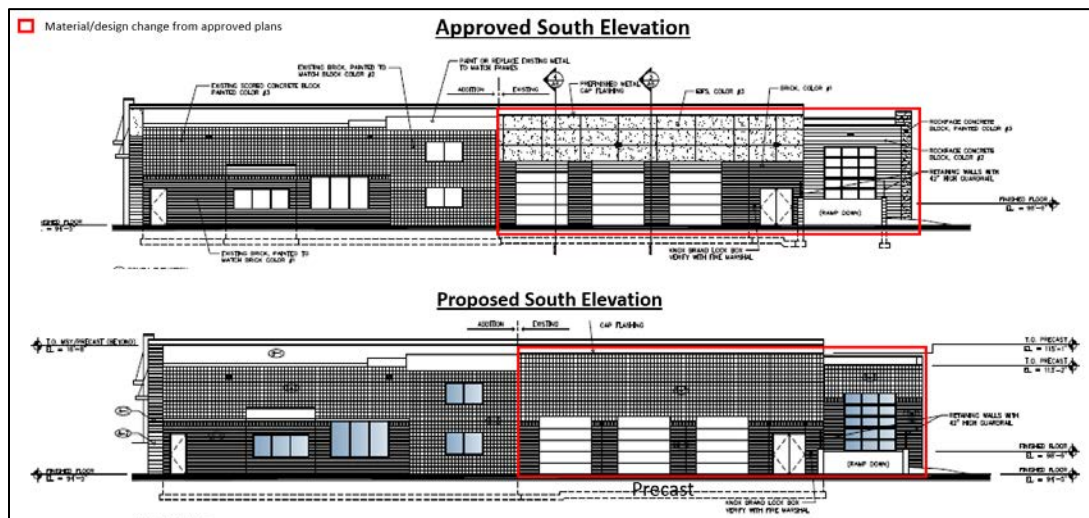 Material/design change from approved plans
Approved South Elevation
PAINT OR REPLACE EXISTING METAL
TO MATCH FRAMES
EXISTING BRICK, PAINTED TO
MATCH BLOCK COLOR #2
EXISTING SCORED CONCRETE BLOCK
PAINTED COLOR #3
ADDITION
EXISTING
PREFINISHED METAL
CAP FLASHING
EIFS, COLOR #3
BRICK, COLOR #1
ROCKFACE CONCRETE
BLOCK, PAINTED COLOR #3
ROCKFACE CONCRETE
BLOCK, COLOR #2
RETAINING WALLS WITH
42" HIGH GUARDRAIL
FINISHED FLOOR
(RAMP DOWN)
KNOX BRAND LOCK BOX
VERIFY WITH FIRE MARSHAL
EXISTING BRICK, PAINTED TO
MATCH BRICK COLOR #1
Proposed South Elevation
ADDITION
EXISTING
CAP FLASHING
T.O. PRECAST
T.O. PRECAST
RETAINING WALLS WITH
42" HIGH GUARDRAIL
FINISHED FLOOR
FINISHED FLOOR
FINISHED FLOOR
(RAMP DOWN)
Precast
KNOX BRAND LOCK BOX
VERIFY WITH FIRE MARSHAL